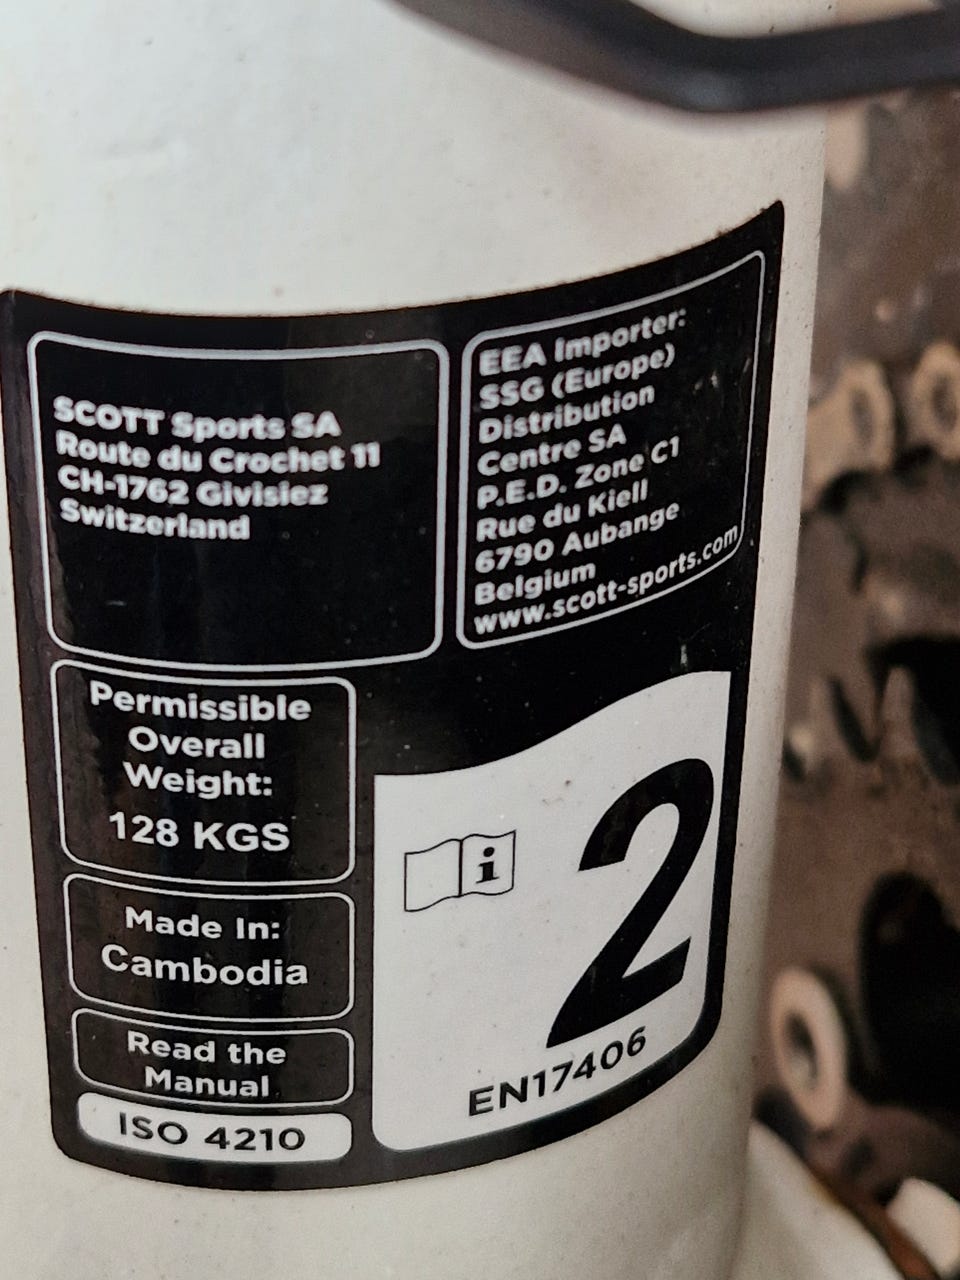 SCOTT Sports SA
Route du Crochet 11
CH-1762 Givisiez
Switzerland
EEA Importer:
SSG (Europe)
Distribution
Centre SA
P.E.D. Zone C1
Rue du Kiell
6790 Aubange
Belgium
www.scott-sports.com
Permissible
Overall
Weight:
128 KGS
Made In:
Cambodia
Read the
Manual
ISO 4210
i
2
EN17406